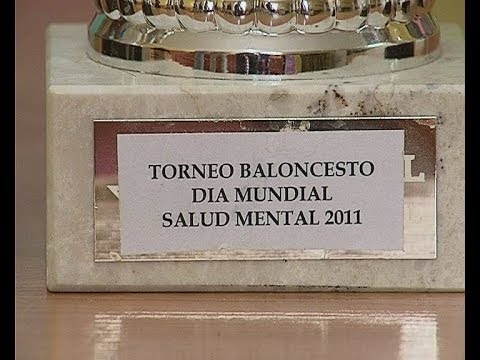 TORNEO BALONCESTO
DIA MUNDIAL
SALUD MENTAL 2011